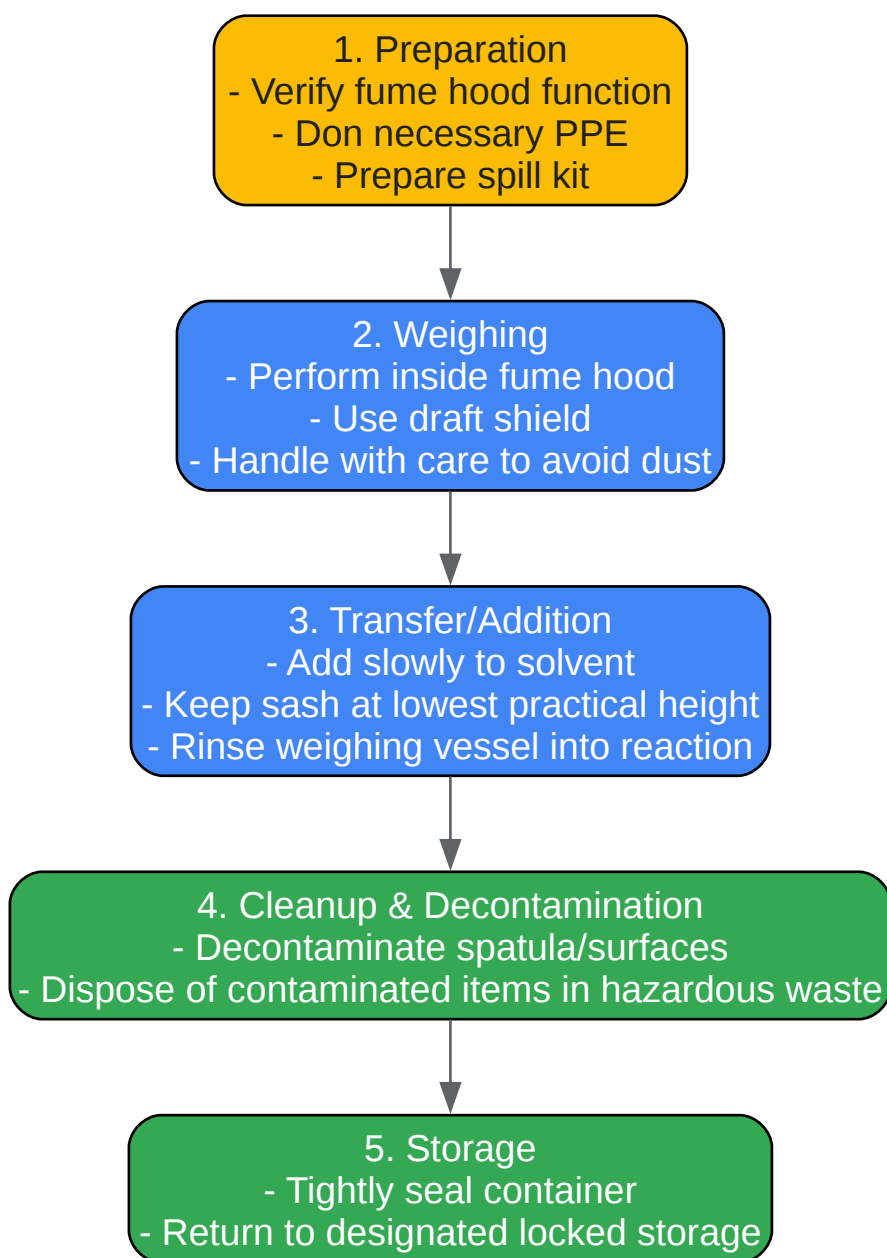 1. Preparation
- Verify fume hood function
- Don necessary PPE
- Prepare spill kit
2. Weighing
- Perform inside fume hood
- Use draft shield
- Handle with care to avoid dust
3. Transfer/Addition
- Add slowly to solvent
- Keep sash at lowest practical height
- Rinse weighing vessel into reaction
4. Cleanup & Decontamination
- Decontaminate spatula/surfaces
- Dispose of contaminated items in hazardous waste
5. Storage
- Tightly seal container
- Return to designated locked storage